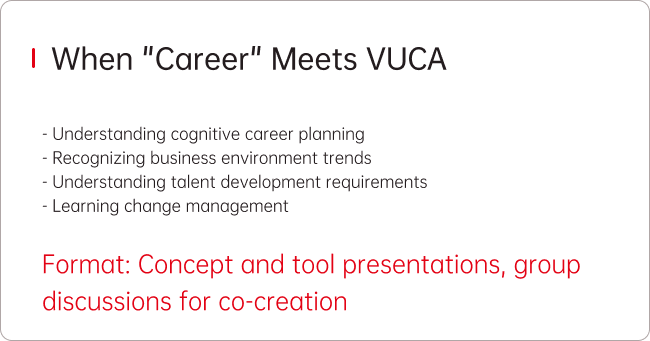 When "Career" Meets VUCA
- Understanding cognitive career planning
- Recognizing business environment trends
- Understanding talent development requirements
- Learning change management
Format: Concept and tool presentations, group
discussions for co-creation